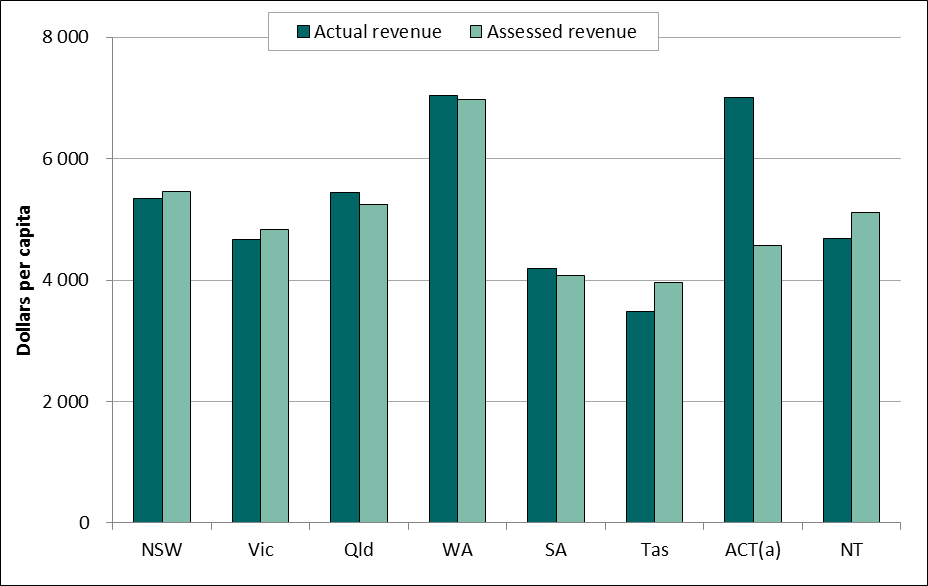 Actual revenue Assessed revenue
8 000
6 000
4 000
2 000
0
Dollars per capita
NSW Vic Qld WA SA Tas ACT(a) NT